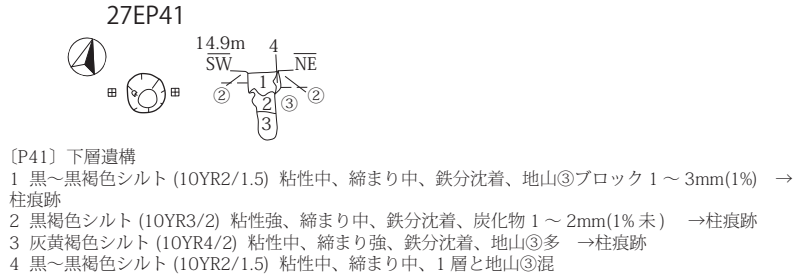 27EP41
14.9m
4
SW
NE
1
②
2
③
②
3
〔P41〕下層遺構
1 黒～黒褐色シルト (10YR2/1.5) 粘性中、締まり中、鉄分沈着、地山③ブロック 1 ～ 3mm(1%) →
柱痕跡
2 黒褐色シルト (10YR3/2) 粘性強、締まり中、鉄分沈着、炭化物 1 ～ 2mm(1% 未 ) →柱痕跡
3 灰黄褐色シルト (10YR4/2) 粘性中、締まり強、鉄分沈着、地山③多 →柱痕跡
4 黒～黒褐色シルト (10YR2/1.5) 粘性中、締まり中、1 層と地山③混